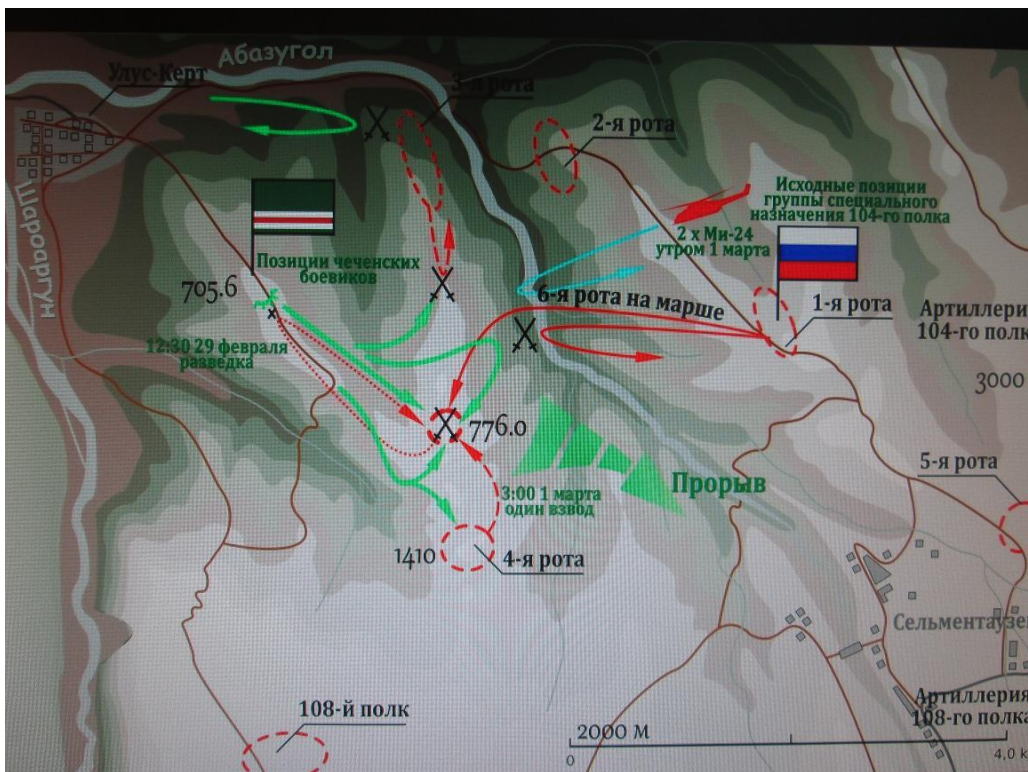 Абазугол
Улус-Керт
3-я рота
2-я рота
Шароаргун
Исходные позиции
группы специального
назначения 104-го полка
2 х Ми-24
утром 1 марта
Позиции чеченских
боевиков
705.6
6-я рота на марше
1-я рота
Артиллери
104-го полк
12:30 29 февраля
разведка
3000
776.0
5-я рота
Прорыв
3:00 1 марта
один взвод
1410
4-я рота
Сельментаузе
108-й полк
Артиллерия
108-го полка
2000 М
0
4,0 k